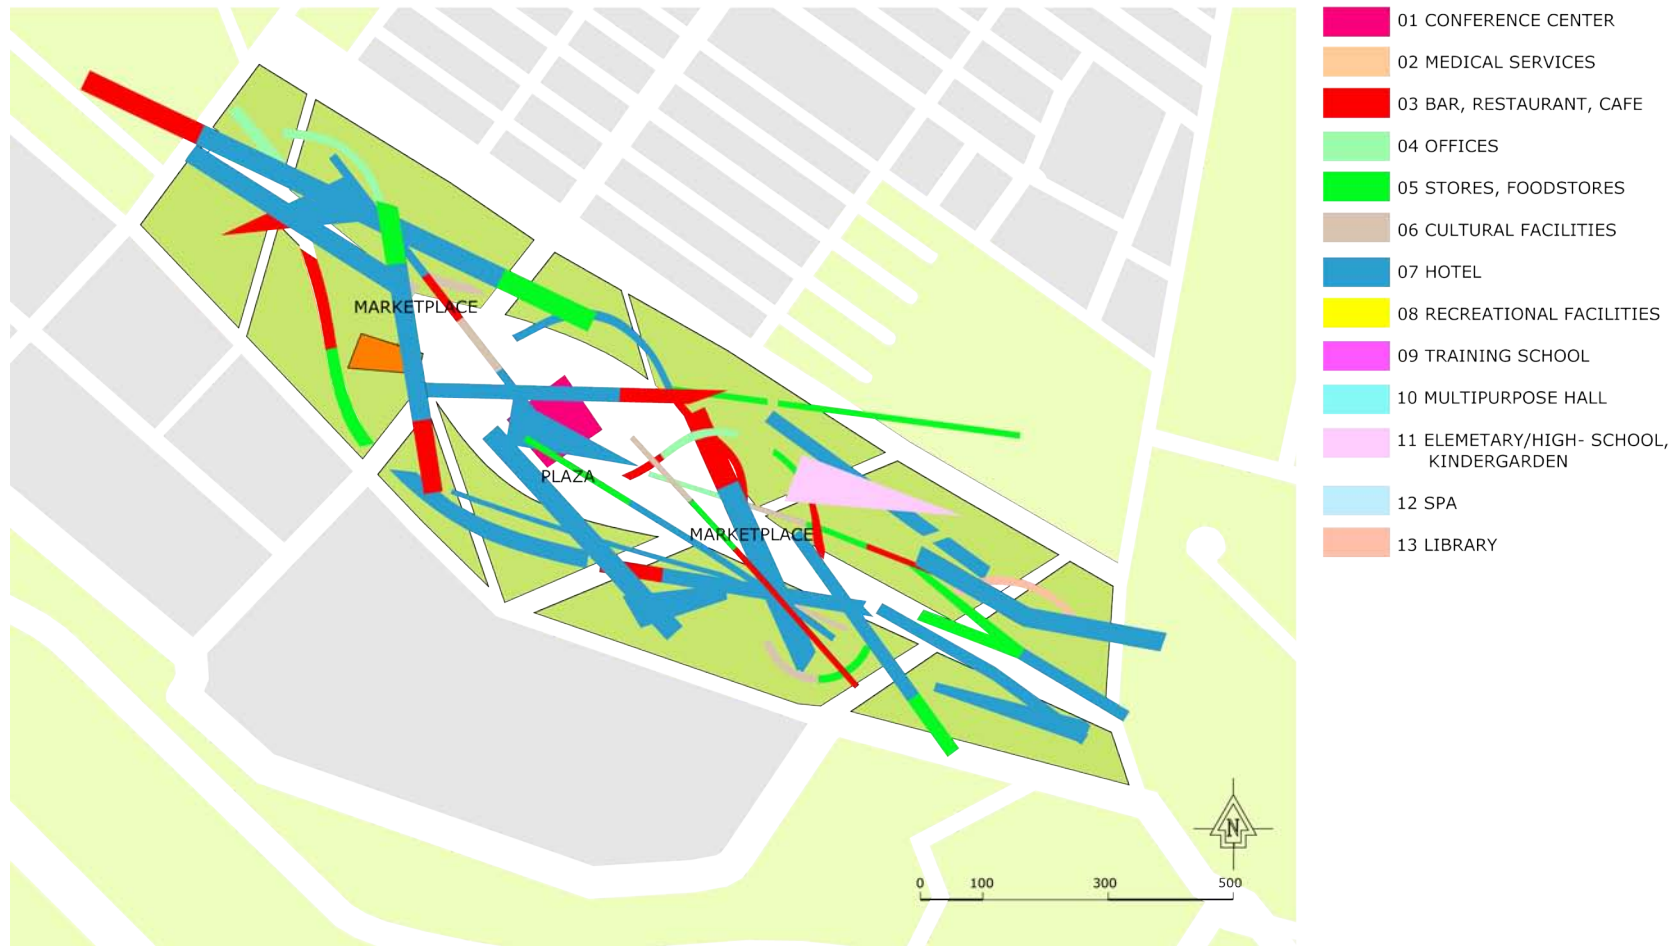 01 CONFERENCE CENTER
02 MEDICAL SERVICES
03 BAR, RESTAURANT, CAFE
04 OFFICES
05 STORES, FOODSTORES
06 CULTURAL FACILITIES
07 HOTEL
08 RECREATIONAL FACILITIES
09 TRAINING SCHOOL
10 MULTIPURPOSE HALL
11 ELEMETARY/HIGH- SCHOOL,
KINDERGARDEN
12 SPA
13 LIBRARY
MARKETPLACE
PLAZA
MARKETPLACE
N
0 100 300 500